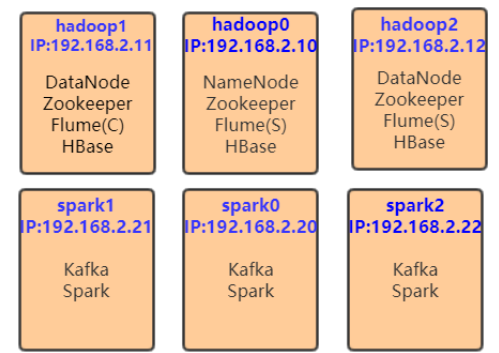 hadoop1
IP:192.168.2.11
DataNode
Zookeeper
Flume(C)
HBase
hadoop0
IP:192.168.2.10
NameNode
Zookeeper
Flume(S)
HBase
hadoop2
IP:192.168.2.12
DataNode
Zookeeper
Flume(S)
HBase
spark1
IP:192.168.2.21
Kafka
Spark
spark0
IP:192.168.2.20
Kafka
Spark
spark2
IP:192.168.2.22
Kafka
Spark